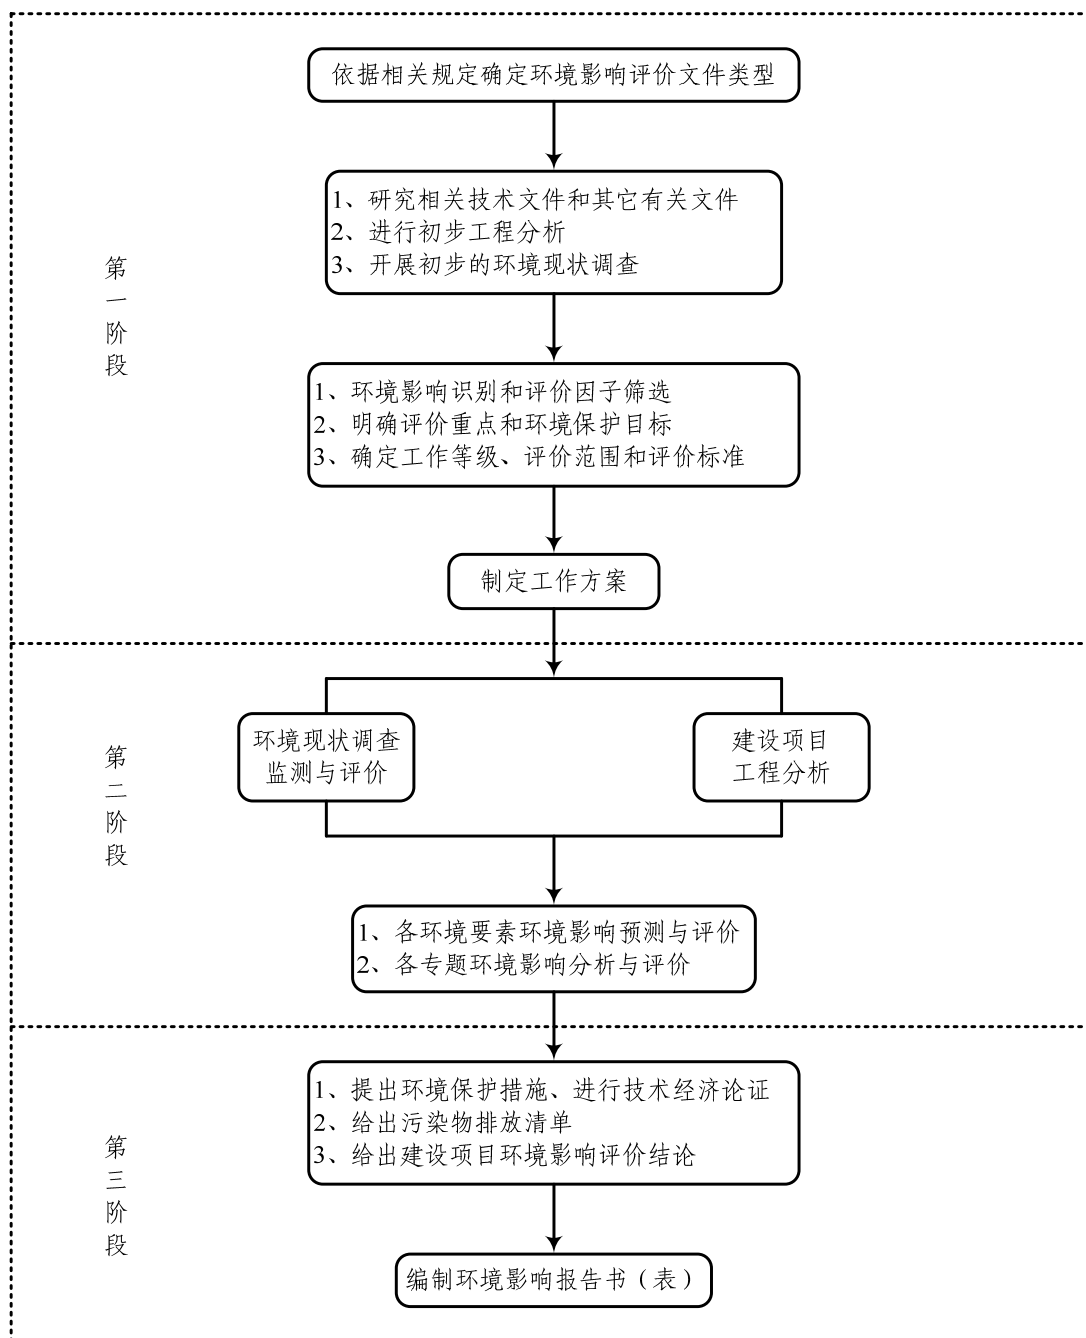 依据相关规定确定环境影响评价文件类型
1、研究相关技术文件和其它有关文件
2、进行初步工程分析
3、开展初步的环境现状调查
第一阶段
1、环境影响识别和评价因子筛选
2、明确评价重点和环境保护目标
3、确定工作等级、评价范围和评价标准
制定工作方案
第二阶段
环境现状调查
监测与评价
建设项目
工程分析
1、各环境要素环境影响预测与评价
2、各专题环境影响分析与评价
第三阶段
1、提出环境保护措施、进行技术经济论证
2、给出污染物排放清单
3、给出建设项目环境影响评价结论
编制环境影响报告书（表）